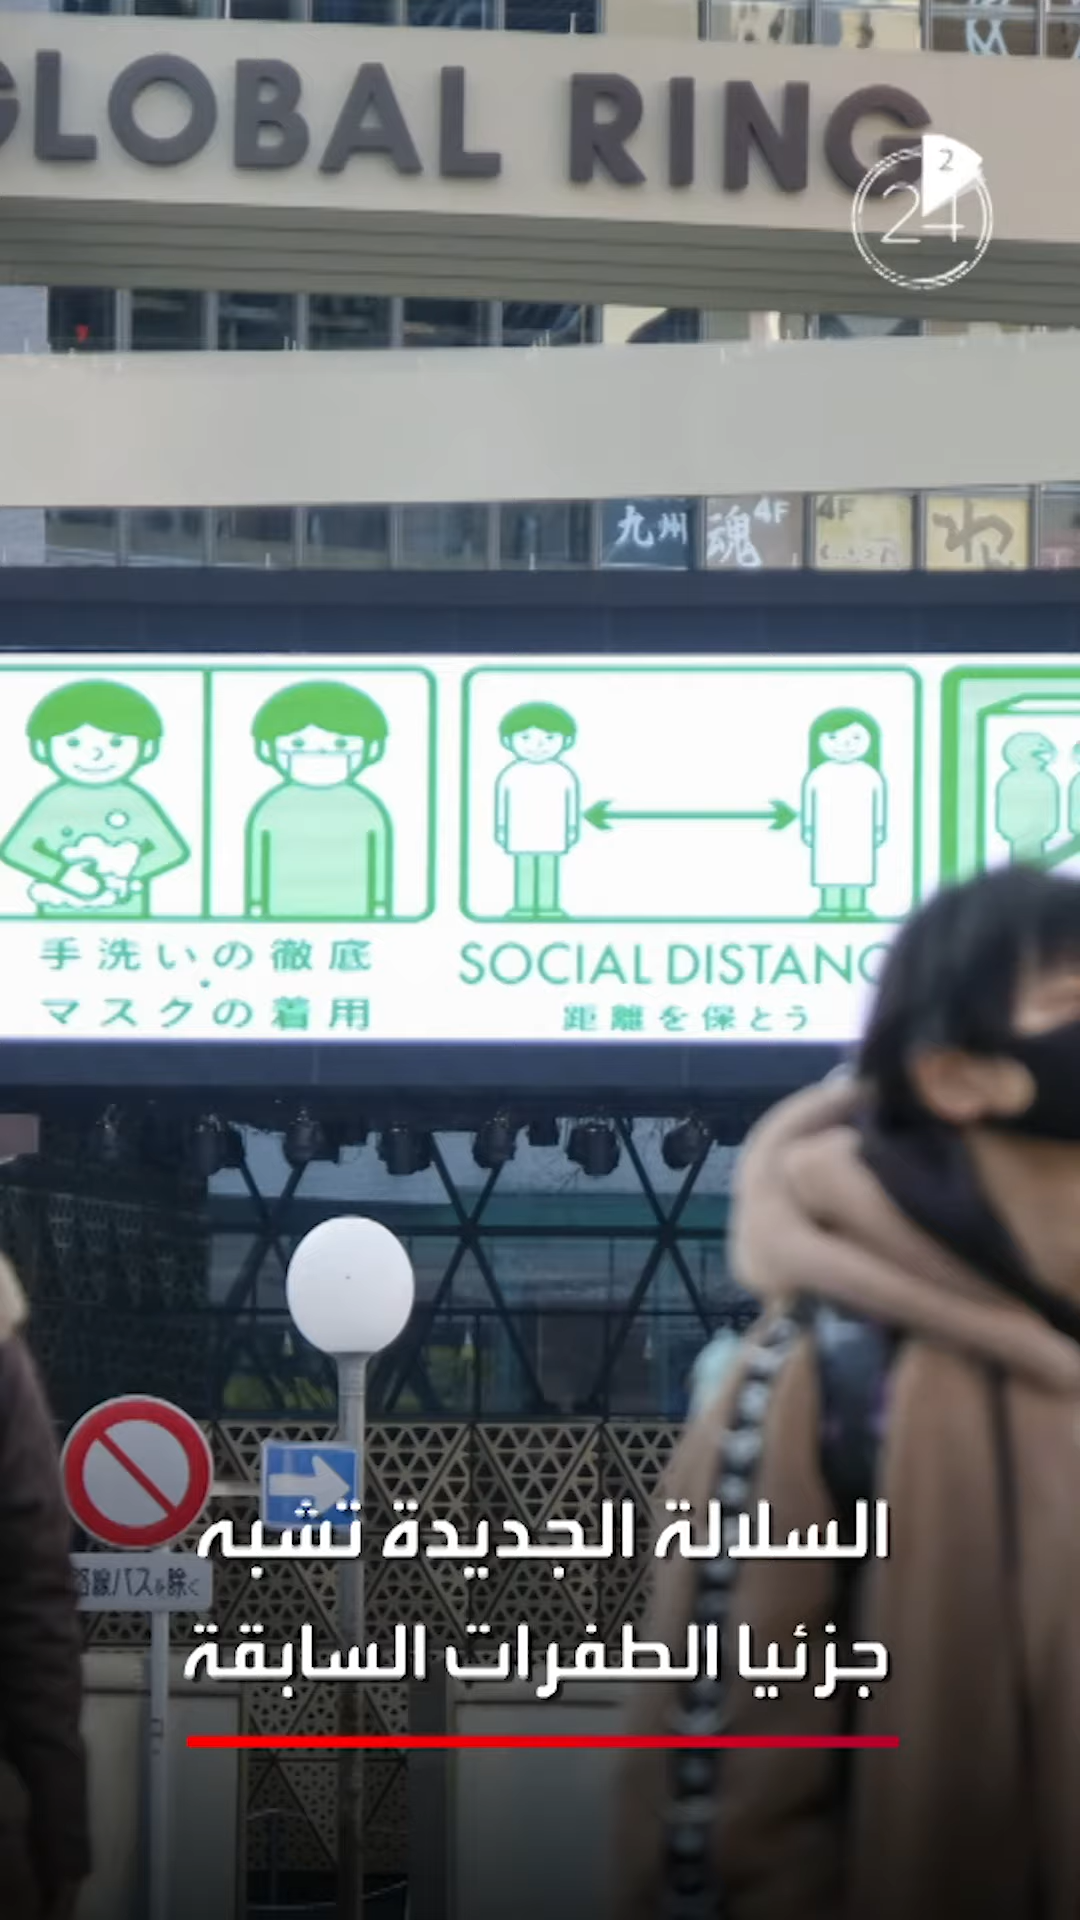 GLOBAL RING
2
24
九州
魂 4F
4F
手洗いの徹底
マスクの着用
SOCIAL DISTANC
距離を保とう
路線バスを除く
السلالة الجديدة تشبه
جزئيا الطفرات السابقة